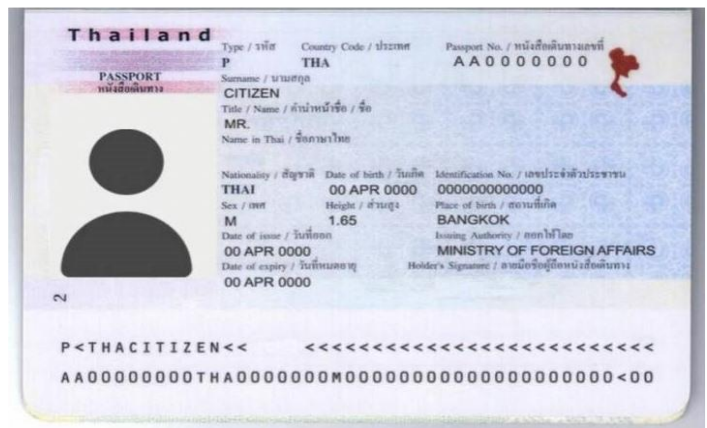 Thailand
PASSPORT
หนังสือเดินทาง
Type / รหัส Country Code / ประเทศ Passport No. / หนังสือเดินทางเลขที่
P THA AA0000000
Surname / นามสกุล
CITIZEN
Title / Name / คำนำหน้าชื่อ / ชื่อ
MR.
Name in Thai / ชื่อภาษาไทย
Nationality / สัญชาติ Date of birth / วันเกิด Identification No. / เลขประจำตัวประชาชน
THAI 00 APR 0000 0000000000000
Sex / เพศ Height / ส่วนสูง Place of birth / สถานที่เกิด
M 1.65 BANGKOK
Date of issue / วันที่ออก Issuing Authority / ออกให้โดย
00 APR 0000 MINISTRY OF FOREIGN AFFAIRS
Date of expiry / วันที่หมดอายุ Holder's Signature / ลายมือชื่อผู้ถือหนังสือเดินทาง
00 APR 0000
2
P<THACITIZEN<< <<<<<<<<<<<<<<<<<<<<<<<<<<
AA00000000THA0000000M0000000000000000000000<00